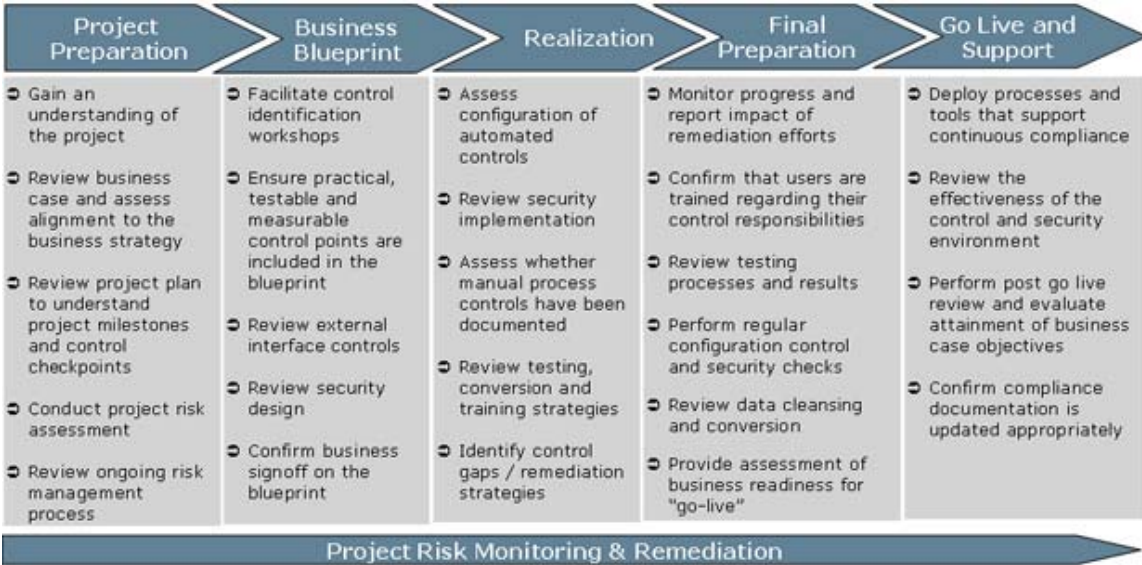 Project
Preparation
Business
Blueprint
Realization
Final
Preparation
Go Live and
Support
Gain an
understanding of
the project
Review business
case and assess
alignment to the
business strategy
Review project plan
to understand
project milestones
and control
checkpoints
Conduct project risk
assessment
Review ongoing risk
management
process
Facilitate control
identification
workshops
Ensure practical,
testable and
measurable
control points are
included in the
blueprint
Review external
interface controls
Review security
design
Confirm business
signoff on the
blueprint
Assess
configuration of
automated
controls
Review security
implementation
Assess whether
manual process
controls have been
documented
Review testing,
conversion and
training strategies
Identify control
gaps / remediation
strategies
Monitor progress and
report impact of
remediation efforts
Confirm that users are
trained regarding their
control responsibilities
Review testing
processes and results
Perform regular
configuration control
and security checks
Review data cleansing
and conversion
Provide assessment of
business readiness for
"go-live"
Deploy processes and
tools that support
continuous compliance
Review the
effectiveness of the
control and security
environment
Perform post go live
review and evaluate
attainment of business
case objectives
Confirm compliance
documentation is
updated appropriately
Project Risk Monitoring & Remediation